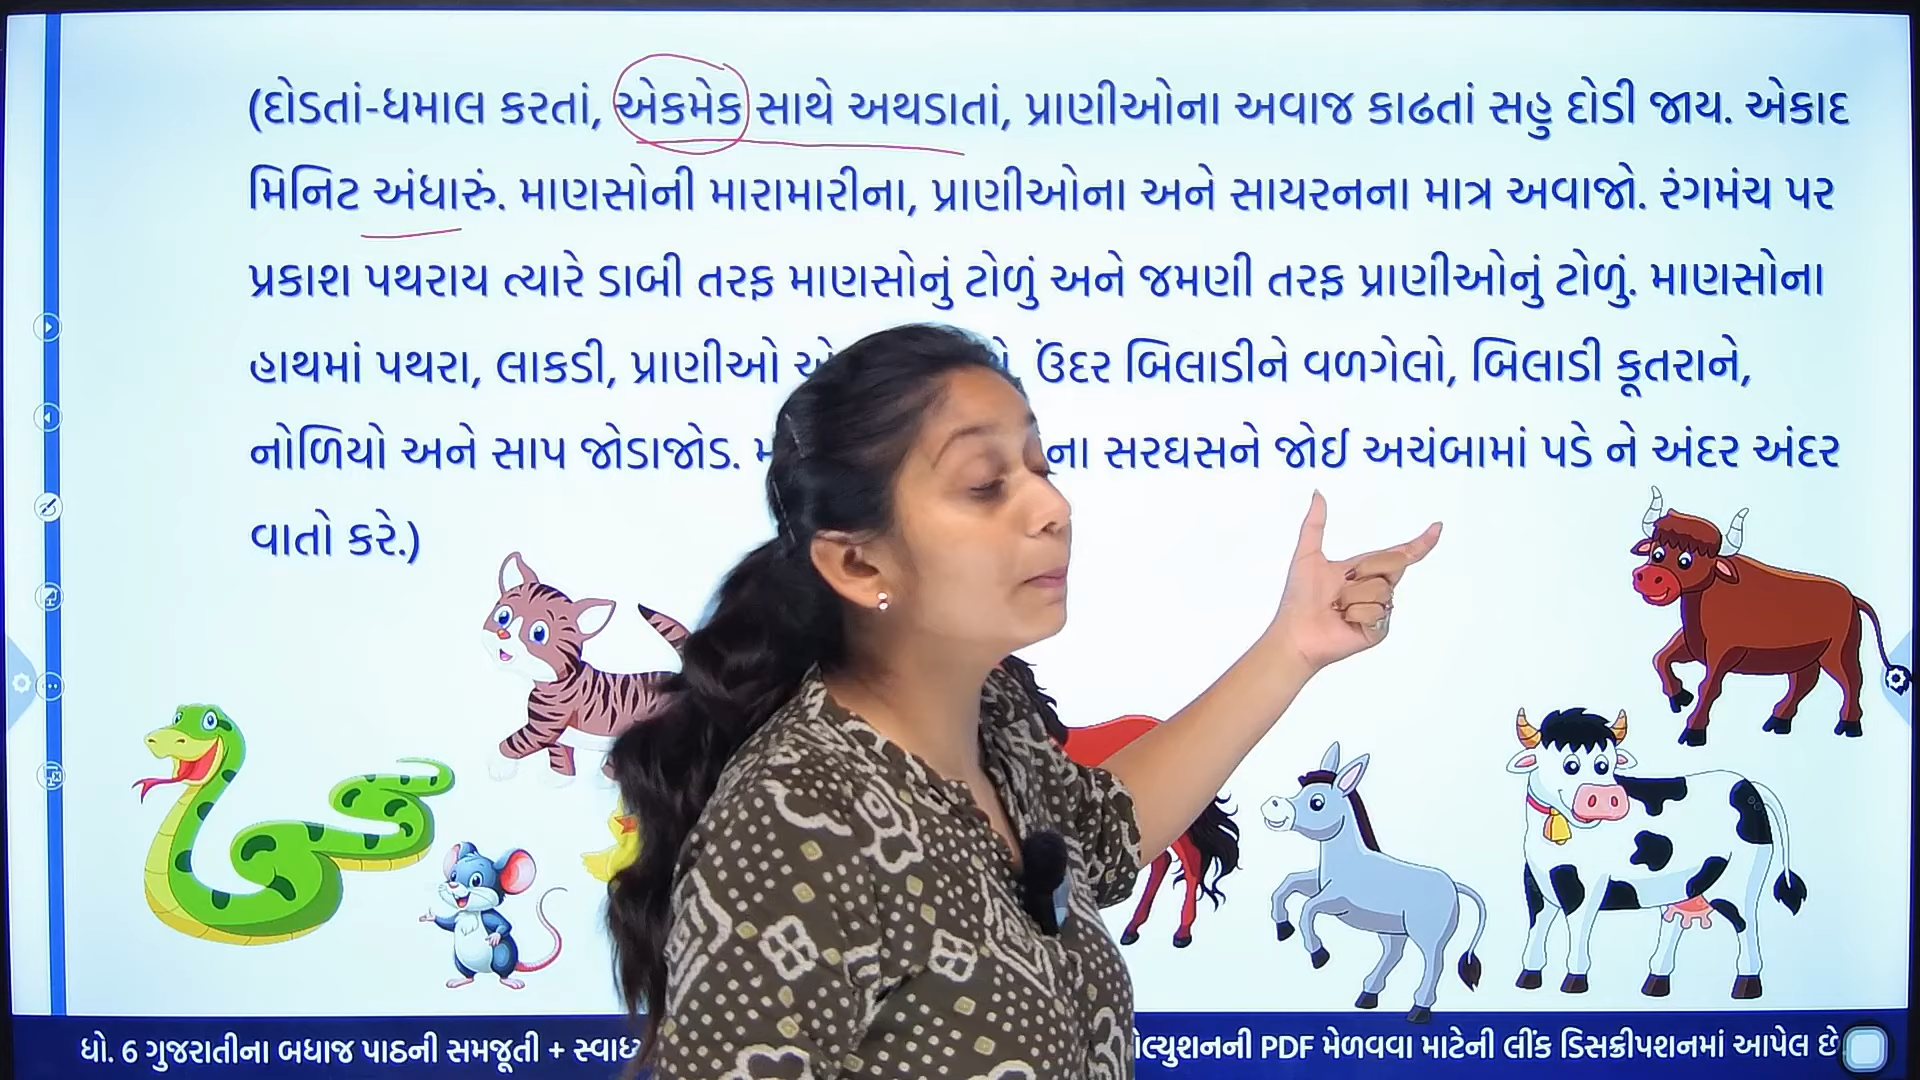 (દોડતાં-ધમાલ કરતાં, એકમેક સાથે અથડાતાં, પ્રાણીઓના અવાજ કાઢતાં સહુ દોડી જાય. એકાદ
મિનિટ અંધારું. માણસોની મારામારીના, પ્રાણીઓના અને સાયરનના માત્ર અવાજો. રંગમંચ પર
પ્રકાશ પથરાય ત્યારે ડાબી તરફ માણસોનું ટોળું અને જમણી તરફ પ્રાણીઓનું ટોળું. માણસોના
હાથમાં પથરા, લાકડી, પ્રાણીઓ ઉંદર બિલાડીને વળગેલો, બિલાડી કૂતરાને,
નોળિયો અને સાપ જોડાજોડ. સરઘસને જોઈ અચંબામાં પડે ને અંદર અંદર
વાતો કરે.)
ધો. 6 ગુજરાતીના બધાજ પાઠની સમજૂતી + PDF મેળવવા માટેની લીંક ડિસક્રીપશનમાં આપેલ છે